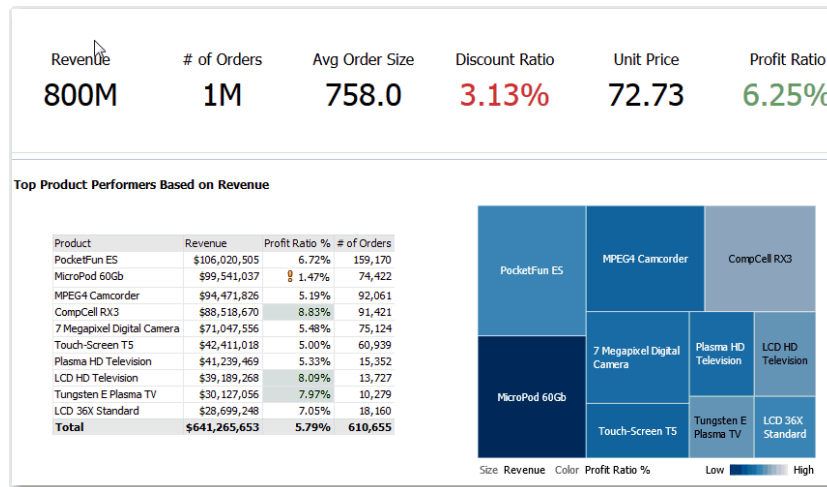 Revenue # of Orders Avg Order Size Discount Ratio Unit Price Profit Ratio
800M 1M 758.0 3.13% 72.73 6.25%
Top Product Performers Based on Revenue
Product Revenue Profit Ratio % # of Orders
PocketFun ES $106,020,505 6.72% 159,170
MicroPod 60Gb $99,541,037 1.47% 74,422
MPEG4 Camcorder $94,471,826 5.19% 92,061
CompCell RX3 $88,518,670 8.83% 91,421
7 Megapixel Digital Camera $71,047,556 5.48% 75,124
Touch-Screen T5 $42,411,018 5.00% 60,939
Plasma HD Television $41,239,469 5.33% 15,352
LCD HD Television $39,189,268 8.09% 13,727
Tungsten E Plasma TV $30,127,056 7.97% 10,279
LCD 36X Standard $28,699,248 7.05% 18,160
Total $641,265,653 5.79% 610,655
PocketFun ES
MPEG4 Camcorder
CompCell RX3
7 Megapixel Digital
Camera
Plasma HD
Television
LCD HD
Television
MicroPod 60Gb
Touch-Screen T5
Tungsten E
Plasma TV
LCD 36X
Standard
Size Revenue Color Profit Ratio % Low High